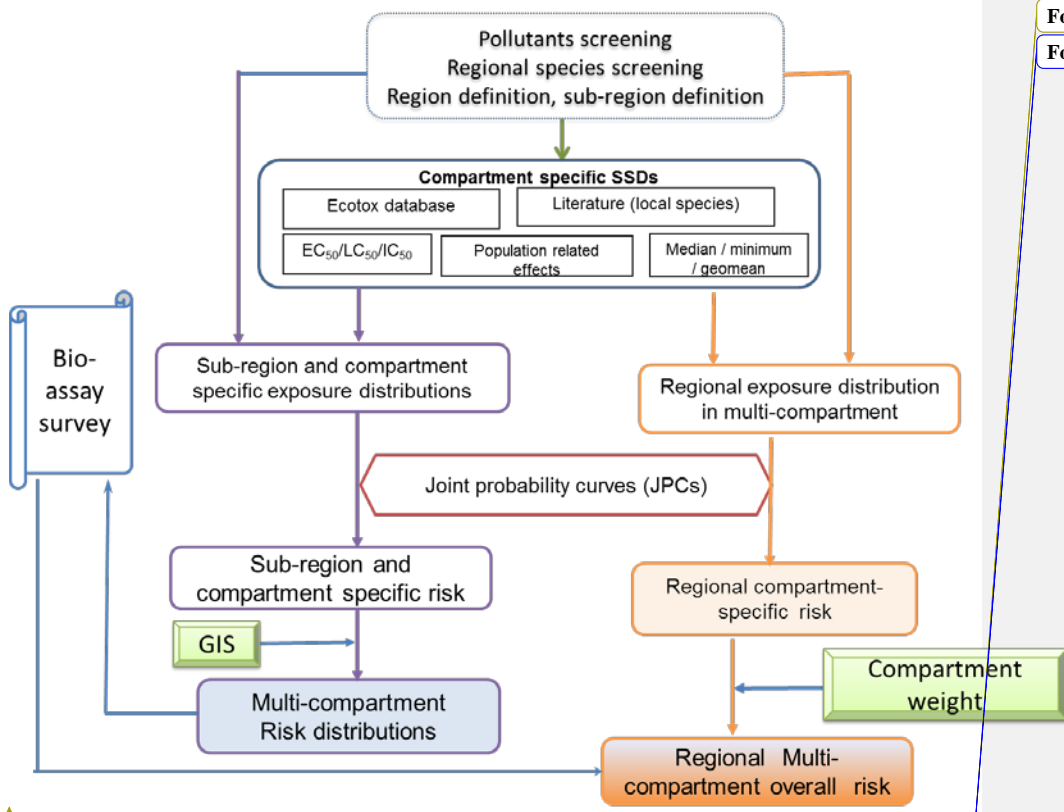 Fo
Fo
Pollutants screening
Regional species screening
Region definition, sub-region definition
Compartment specific SSDs
Ecotox database
Literature (local species)
EC50/LC50/IC50
Population related
effects
Median / minimum
/ geomean
Bio-
assay
survey
Sub-region and compartment
specific exposure distributions
Regional exposure distribution
in multi-compartment
Joint probability curves (JPCs)
Sub-region and
compartment specific risk
Regional compartment-
specific risk
GIS
Compartment
weight
Multi-compartment
Risk distributions
Regional Multi-
compartment overall risk